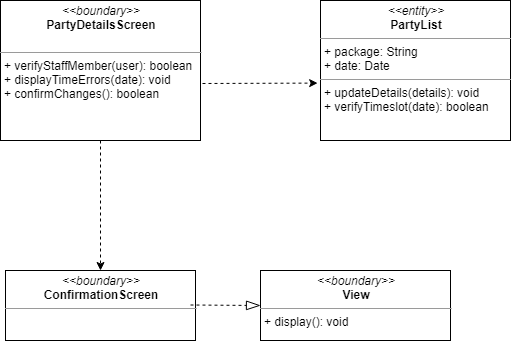 <<boundary>>
PartyDetailsScreen
+ verifyStaffMember(user): boolean
+ displayTimeErrors(date): void
+ confirmChanges(): boolean
<<entity>>
PartyList
+ package: String
+ date: Date
+ updateDetails(details): void
+ verifyTimeslot(date): boolean
<<boundary>>
ConfirmationScreen
<<boundary>>
View
+ display(): void